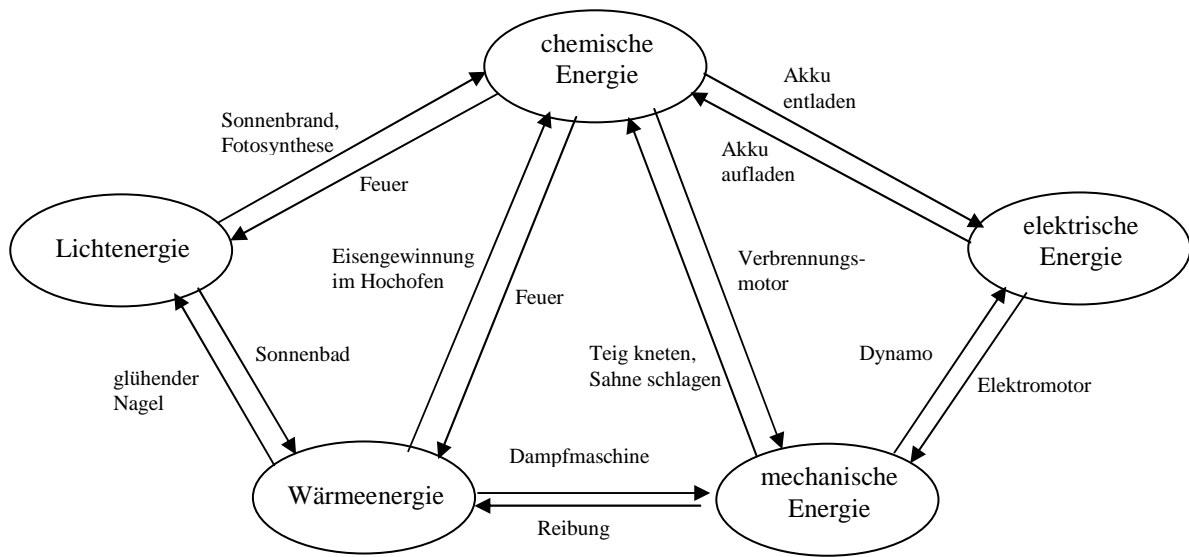 chemische
Energie
Akku
entladen
Sonnenbrand,
Fotosynthese
Akku
aufladen
Feuer
Lichtenergie
elektrische
Energie
Eisengewinnung
im Hochofen
Verbrennungs-
motor
Feuer
Sonnenbad
Teig kneten,
Sahne schlagen
Dynamo
glühender
Nagel
Elektromotor
Dampfmaschine
Wärmeenergie
mechanische
Energie
Reibung